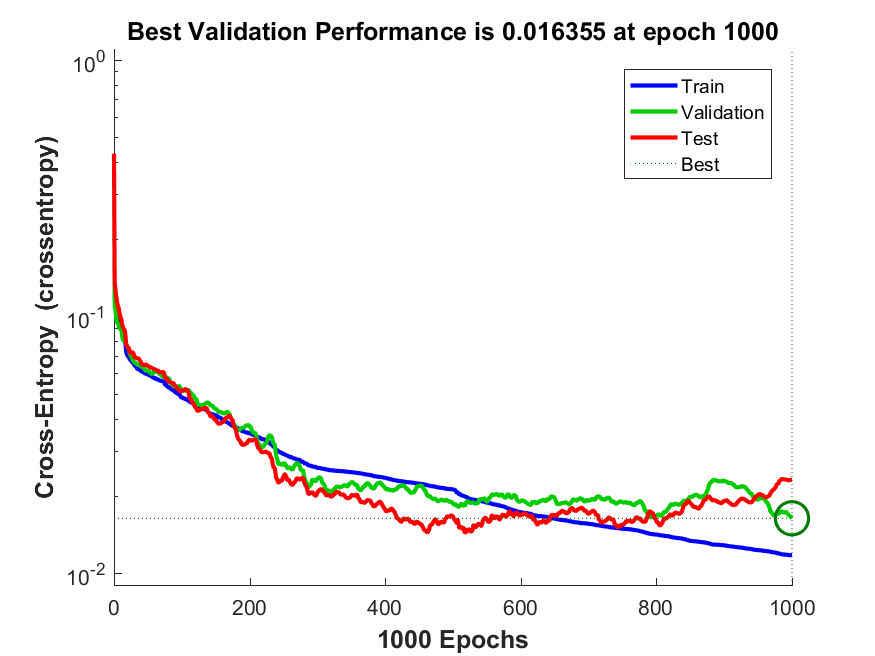 Best Validation Performance is 0.016355 at epoch 1000
10^0
10^-1
10^-2
Cross-Entropy (crossentropy)
Train
Validation
Test
Best
0 200 400 600 800 1000
1000 Epochs